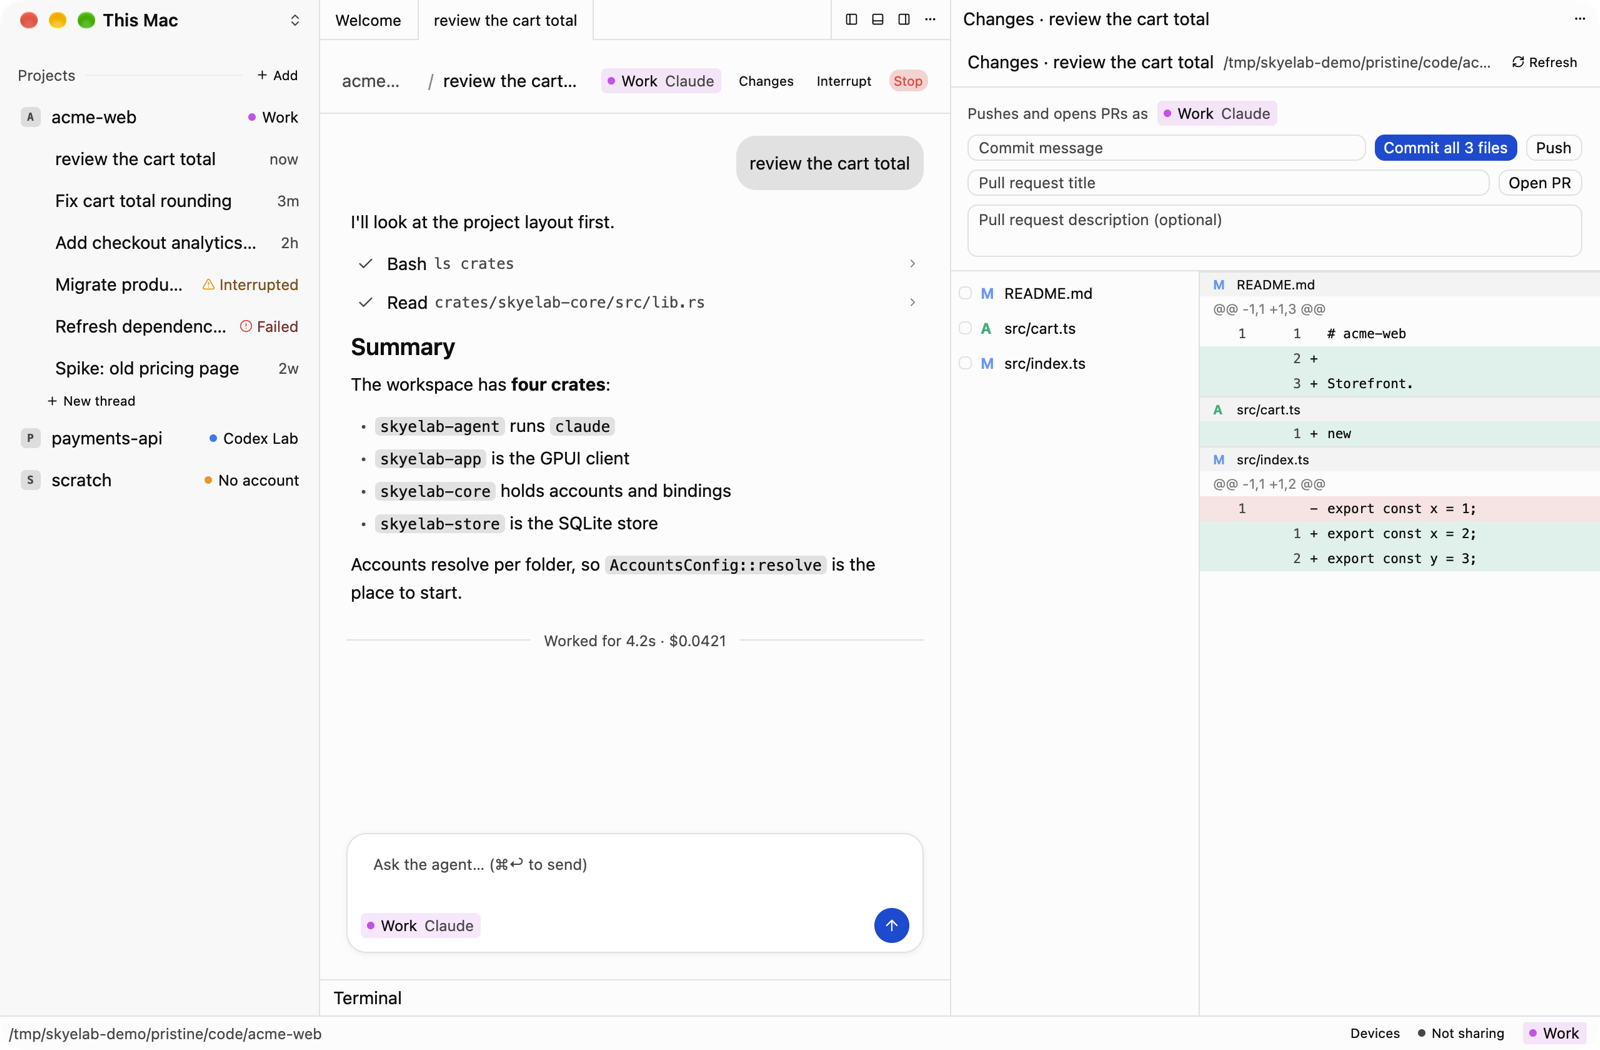 This Mac
Projects
+ Add
A acme-web Work
review the cart total now
Fix cart total rounding 3m
Add checkout analytics... 2h
Migrate produ... Interrupted
Refresh dependenc... Failed
Spike: old pricing page 2w
+ New thread
P payments-api Codex Lab
S scratch No account
Welcome
review the cart total
acme... / review the cart... Work Claude Changes Interrupt Stop
review the cart total
I'll look at the project layout first.
Bash ls crates
Read crates/skyelab-core/src/lib.rs
Summary
The workspace has four crates:
• skyelab-agent runs claude
• skyelab-app is the GPUI client
• skyelab-core holds accounts and bindings
• skyelab-store is the SQLite store
Accounts resolve per folder, so AccountsConfig::resolve is the
place to start.
Worked for 4.2s · $0.0421
Ask the agent... (⌘↩ to send)
Work Claude
Terminal
Changes · review the cart total
Changes · review the cart total /tmp/skyelab-demo/pristine/code/ac... Refresh
Pushes and opens PRs as Work Claude
Commit message Commit all 3 files Push
Pull request title Open PR
Pull request description (optional)
M README.md
A src/cart.ts
M src/index.ts
M README.md
@@ -1,1 +1,3 @@
1 1 # acme-web
2 +
3 + Storefront.
A src/cart.ts
1 + new
M src/index.ts
@@ -1,1 +1,2 @@
1 - export const x = 1;
1 + export const x = 2;
2 + export const y = 3;
/tmp/skyelab-demo/pristine/code/acme-web
Devices Not sharing Work